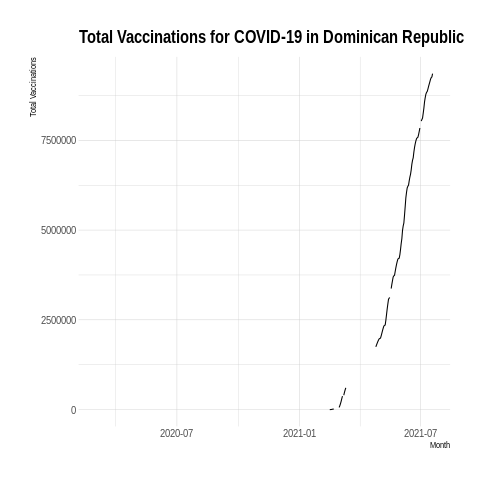 Total Vaccinations for COVID-19 in Dominican Republic
Total Vaccinations
7500000
5000000
2500000
0
2020-07
2021-01
2021-07
Month